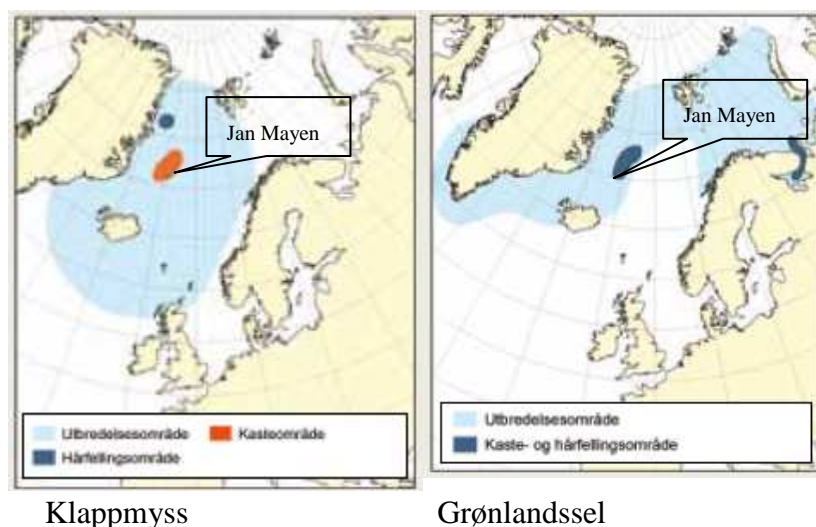 Jan Mayen
Utbredelsesområde
Kasteområde
Hårfellingsområde
Klappmyss
Jan Mayen
Utbredelsesområde
Kaste- og hårfellingsområde
Grønlandssel